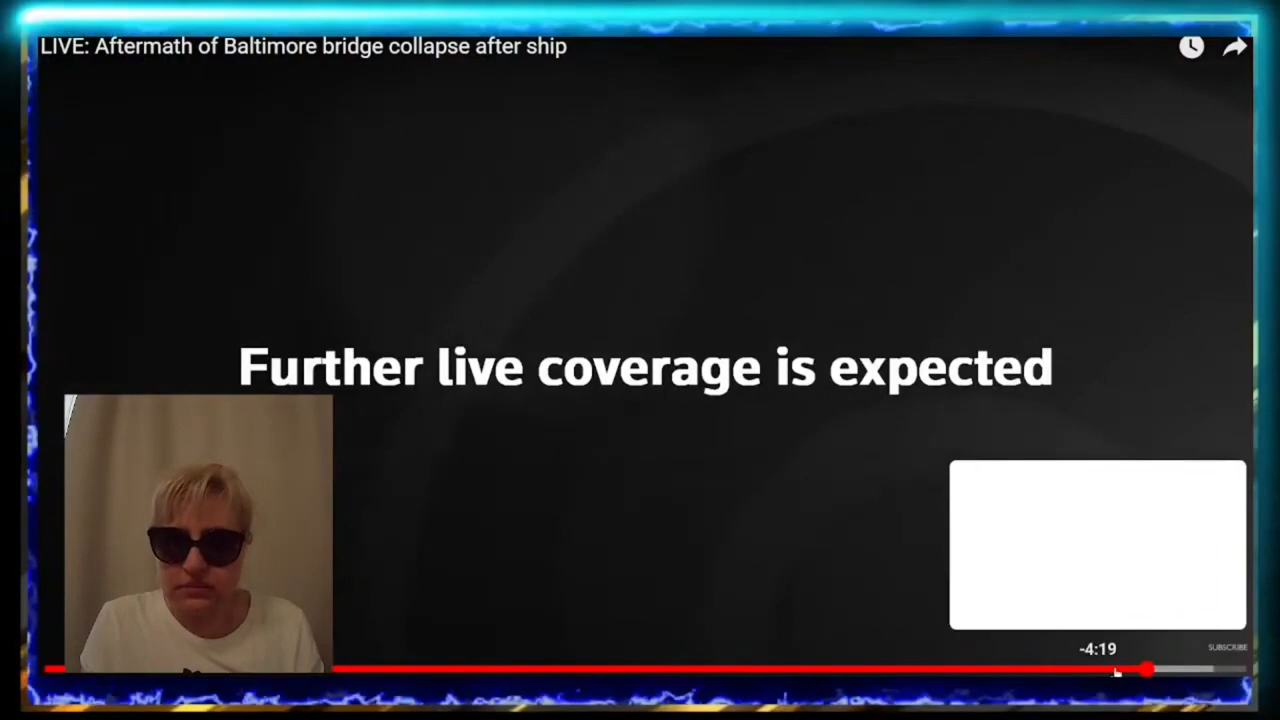 LIVE: Aftermath of Baltimore bridge collapse after ship
Further live coverage is expected
-4:19
SUBSCRIBE